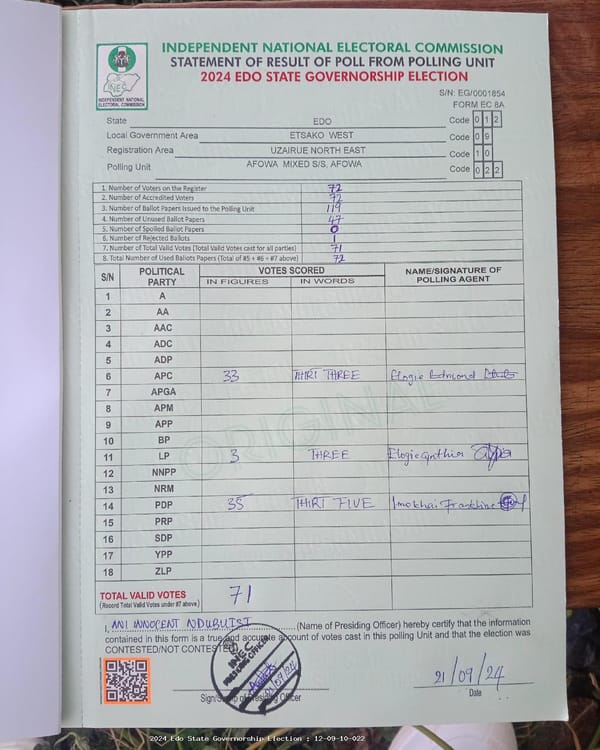 INDEPENDENT NATIONAL ELECTORAL COMMISSION
STATEMENT OF RESULT OF POLL FROM POLLING UNIT
2024 EDO STATE GOVERNORSHIP ELECTION
INEC
INDEPENDENT NATIONAL ELECTORAL COMMISSION
S/N: EG/0001854
FORM EC 8A
State EDO Code 0 1 2
Local Government Area ETSAKO WEST Code 0 9
Registration Area UZAIRUE NORTH EAST Code 1 0
Polling Unit AFOWA MIXED S/S, AFOWA Code 0 2 2
1. Number of Voters on the Register 72
2. Number of Accredited Voters 72
3. Number of Ballot Papers Issued to the Polling Unit 119
4. Number of Unused Ballot Papers 47
5. Number of Spoiled Ballot Papers 0
6. Number of Rejected Ballots 1
7. Number of Total Valid Votes (Total Valid Votes cast for all parties) 71
8. Total Number of Used Ballots Papers (Total of #5 + #6 + #7 above) 72
S/N POLITICAL PARTY VOTES SCORED NAME/SIGNATURE OF POLLING AGENT
IN FIGURES IN WORDS
1 A
2 AA
3 AAC
4 ADC
5 ADP
6 APC 33 THIRT THREE Elogie Edmond
7 APGA
8 APM
9 APP
10 BP
11 LP 3 THREE Elogie Cynthia
12 NNPP
13 NRM
14 PDP 35 THIRT FIVE Imokhai Frankline
15 PRP
16 SDP
17 YPP
18 ZLP
ORIGINAL
TOTAL VALID VOTES 71
(Record Total Valid Votes under #7 above)
I, ANI INNOCENT NDUBUISI (Name of Presiding Officer) hereby certify that the information
contained in this form is a true and accurate account of votes cast in this polling Unit and that the election was
CONTESTED/NOT CONTESTED
INEC
21/09/24
Sign/Stamp of Presiding Officer
21/09/24
Date
2024 Edo State Governorship Election : 12-09-10-022